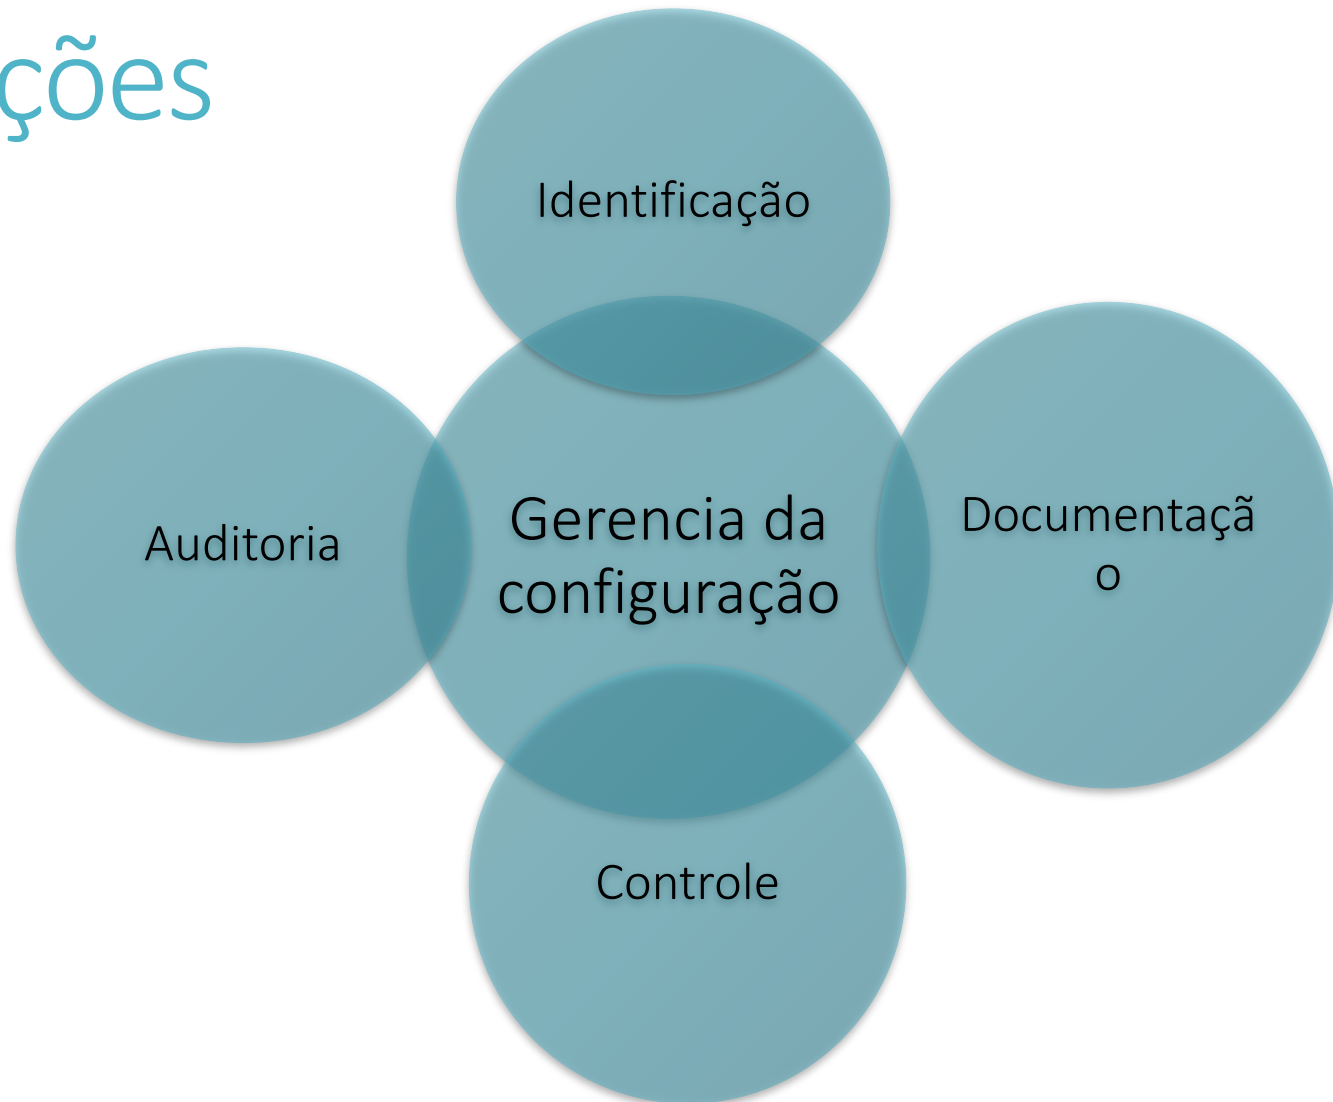 ções
Identificação
Auditoria
Gerencia da
configuração
Documentaçã
o
Controle